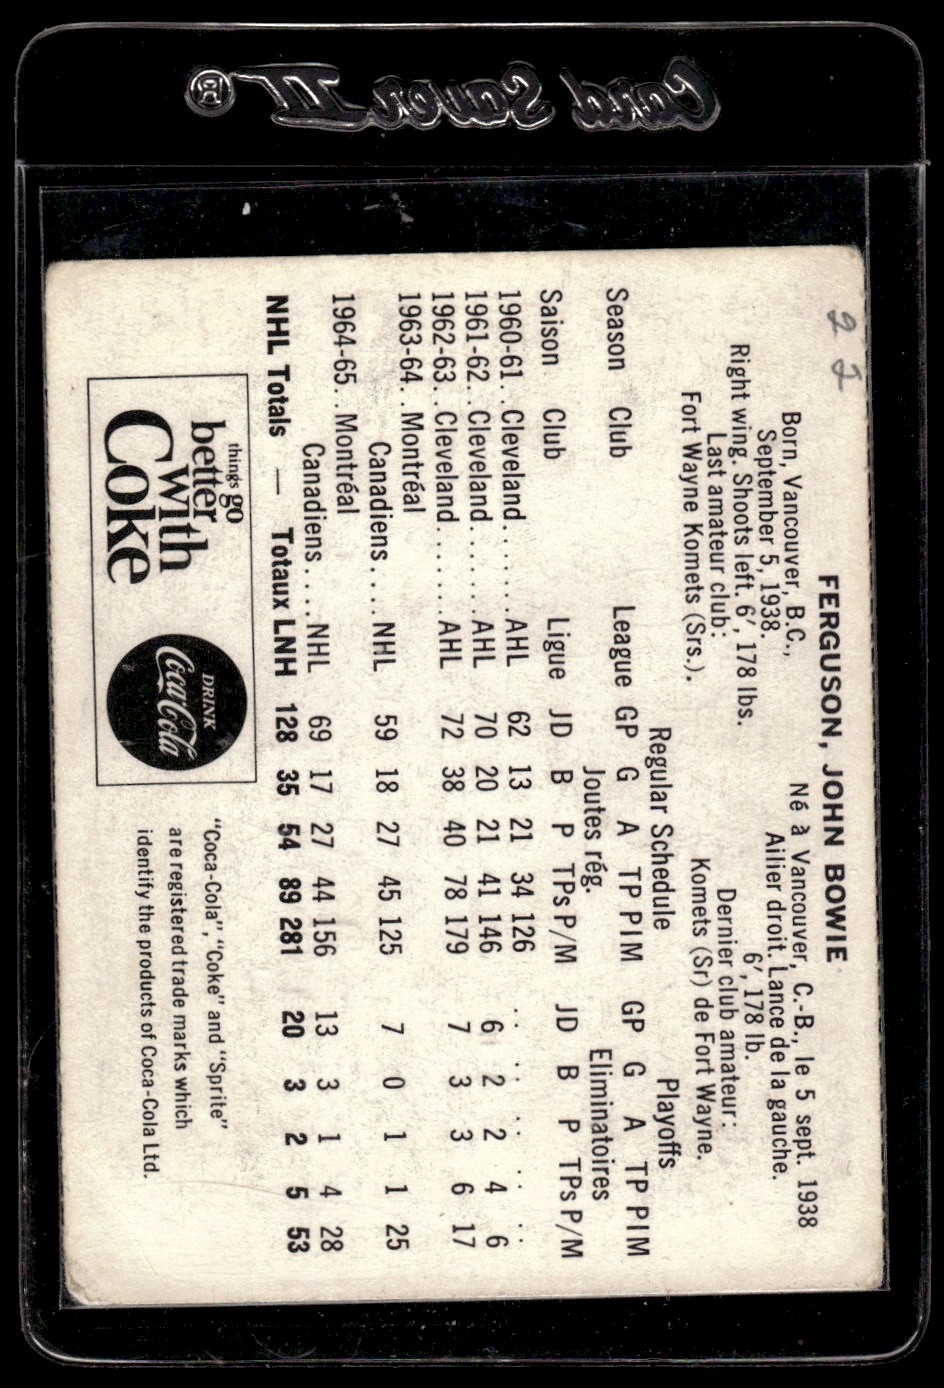 Card Saver II
2 2
FERGUSON, JOHN BOWIE
Born, Vancouver, B.C.,
September 5, 1938.
Right wing. Shoots left. 6', 178 lbs.
Last amateur club:
Fort Wayne Komets (Srs.).
Né à Vancouver, C.-B., le 5 sept. 1938
Ailier droit. Lance de la gauche.
6', 178 lb.
Dernier club amateur:
Komets (Sr) de Fort Wayne.
Regular Schedule Playoffs
Season Club League GP G A TP PIM GP G A TP PIM
Joutes rég. Eliminatoires
Saison Club Ligue JD B P TPs P/M JD B P TPs P/M
1960-61..Cleveland.......AHL 62 13 21 34 126 .. .. .. .. ..
1961-62..Cleveland.......AHL 70 20 21 41 146 6 2 2 4 6
1962-63..Cleveland.......AHL 72 38 40 78 179 7 3 3 6 17
1963-64..Montréal
Canadiens....NHL 59 18 27 45 125 7 0 1 1 25
1964-65...Montréal
Canadiens....NHL 69 17 27 44 156 13 3 1 4 28
NHL Totals — Totaux LNH 128 35 54 89 281 20 3 2 5 53
things go
better
with
Coke
DRINK
Coca-Cola
"Coca-Cola", "Coke" and "Sprite"
are registered trade marks which
identify the products of Coca-Cola Ltd.